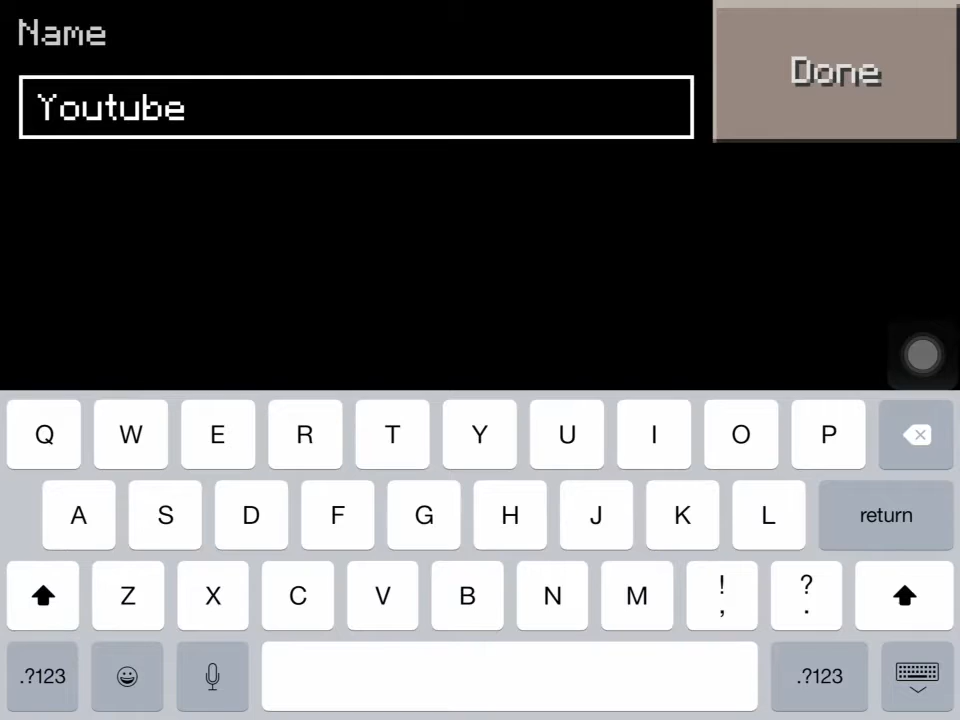 Name
Done
Youtube
Q W E R T Y U I O P
A S D F G H J K L return
Z X C V B N M ! , ? .
.?123 .?123